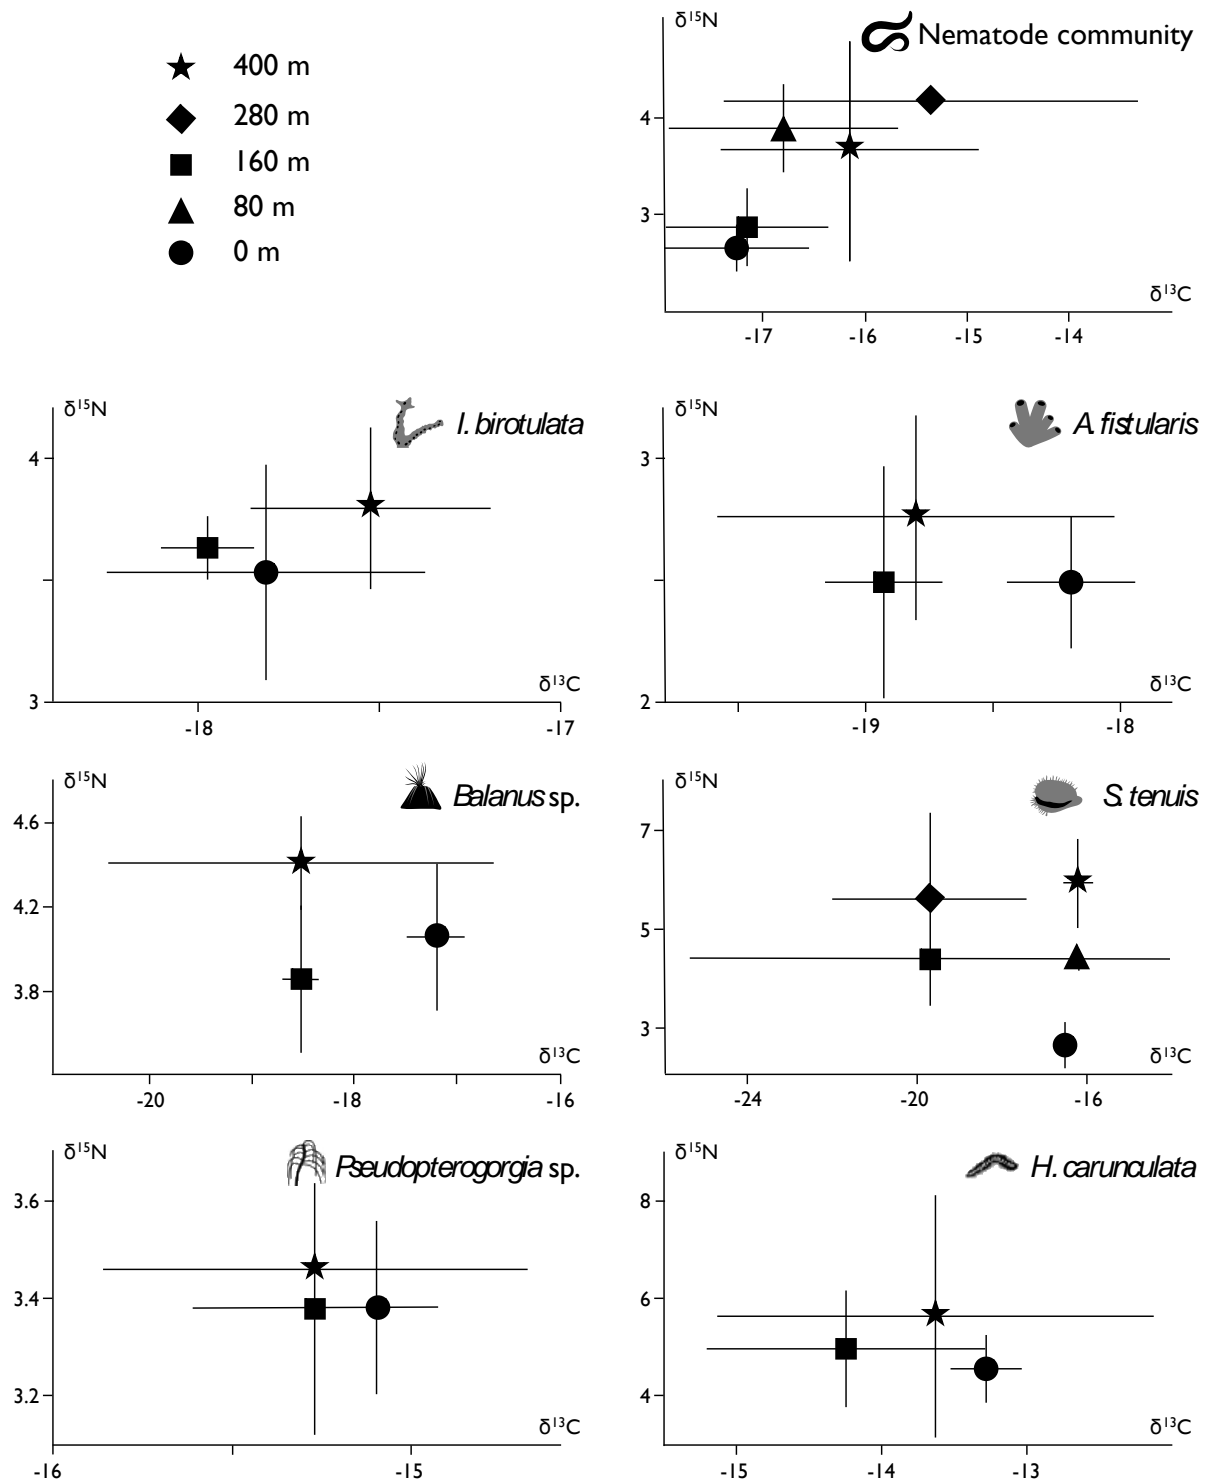 400 m
280 m
160 m
80 m
0 m
δ15N
Nematode community
4
3
δ13C
-17 -16 -15 -14
δ15N
I. birotulata
4
3
δ13C
-18 -17
δ15N
A. fistularis
3
2
δ13C
-19 -18
δ15N
Balanus sp.
4.6
4.2
3.8
δ13C
-20 -18 -16
δ15N
S. tenuis
7
5
3
δ13C
-24 -20 -16
δ15N
Pseudopterogorgia sp.
3.6
3.4
3.2
δ13C
-16 -15
δ15N
H. carunculata
8
6
4
δ13C
-15 -14 -13